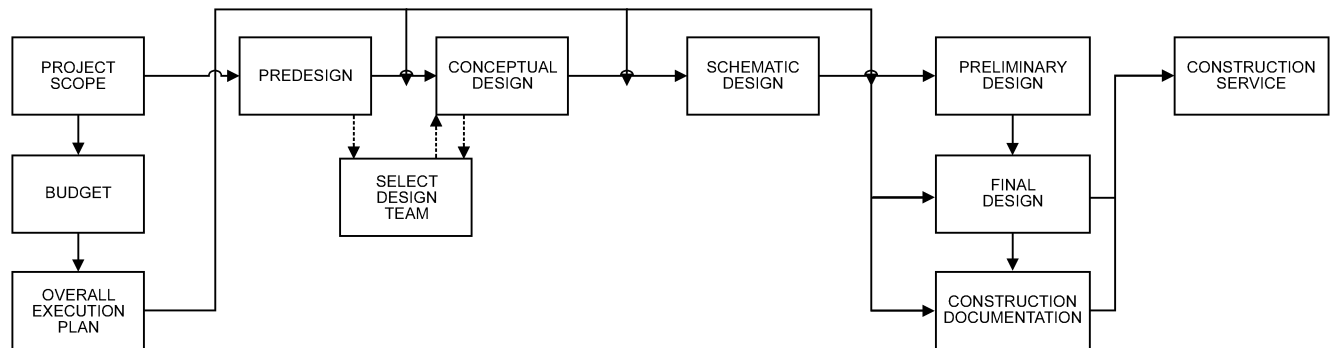 PROJECT
SCOPE
PREDESIGN
CONCEPTUAL
DESIGN
SCHEMATIC
DESIGN
PRELIMINARY
DESIGN
CONSTRUCTION
SERVICE
BUDGET
SELECT
DESIGN
TEAM
FINAL
DESIGN
OVERALL
EXECUTION
PLAN
CONSTRUCTION
DOCUMENTATION